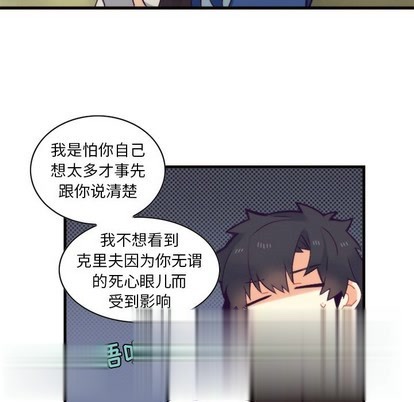 我是怕你自己
想太多才事先
跟你说清楚
我不想看到
克里夫因为你无谓
的死心眼儿而
受到影响
唔